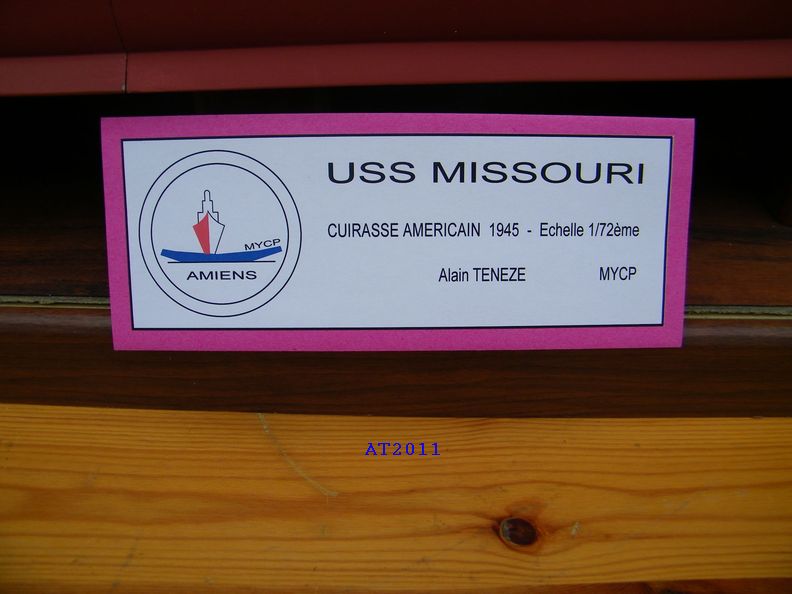 USS MISSOURI
CUIRASSE AMERICAIN 1945 - Echelle 1/72ème
Alain TENEZE MYCP
MYCP
AMIENS
AT2011